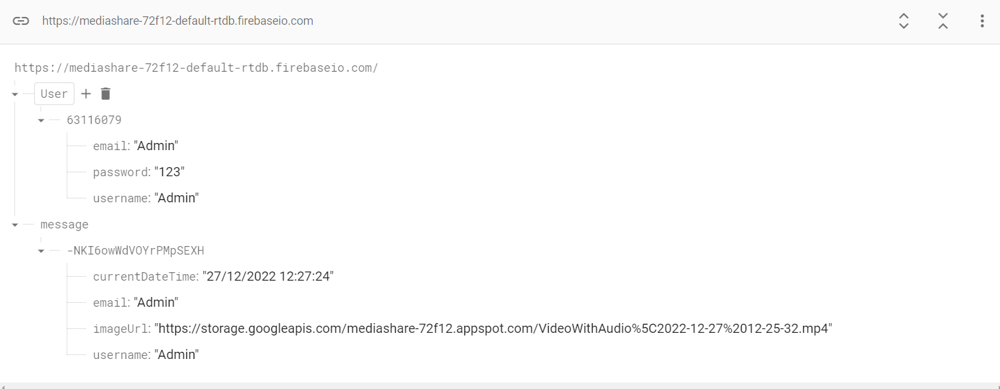 https://mediashare-72f12-default-rtdb.firebaseio.com
https://mediashare-72f12-default-rtdb.firebaseio.com/
User
63116079
email: "Admin"
password: "123"
username: "Admin"
message
-NKI6owWdVOYrPMpSEXH
currentDateTime: "27/12/2022 12:27:24"
email: "Admin"
imageUrl: "https://storage.googleapis.com/mediashare-72f12.appspot.com/VideoWithAudio%5C2022-12-27%2012-25-32.mp4"
username: "Admin"